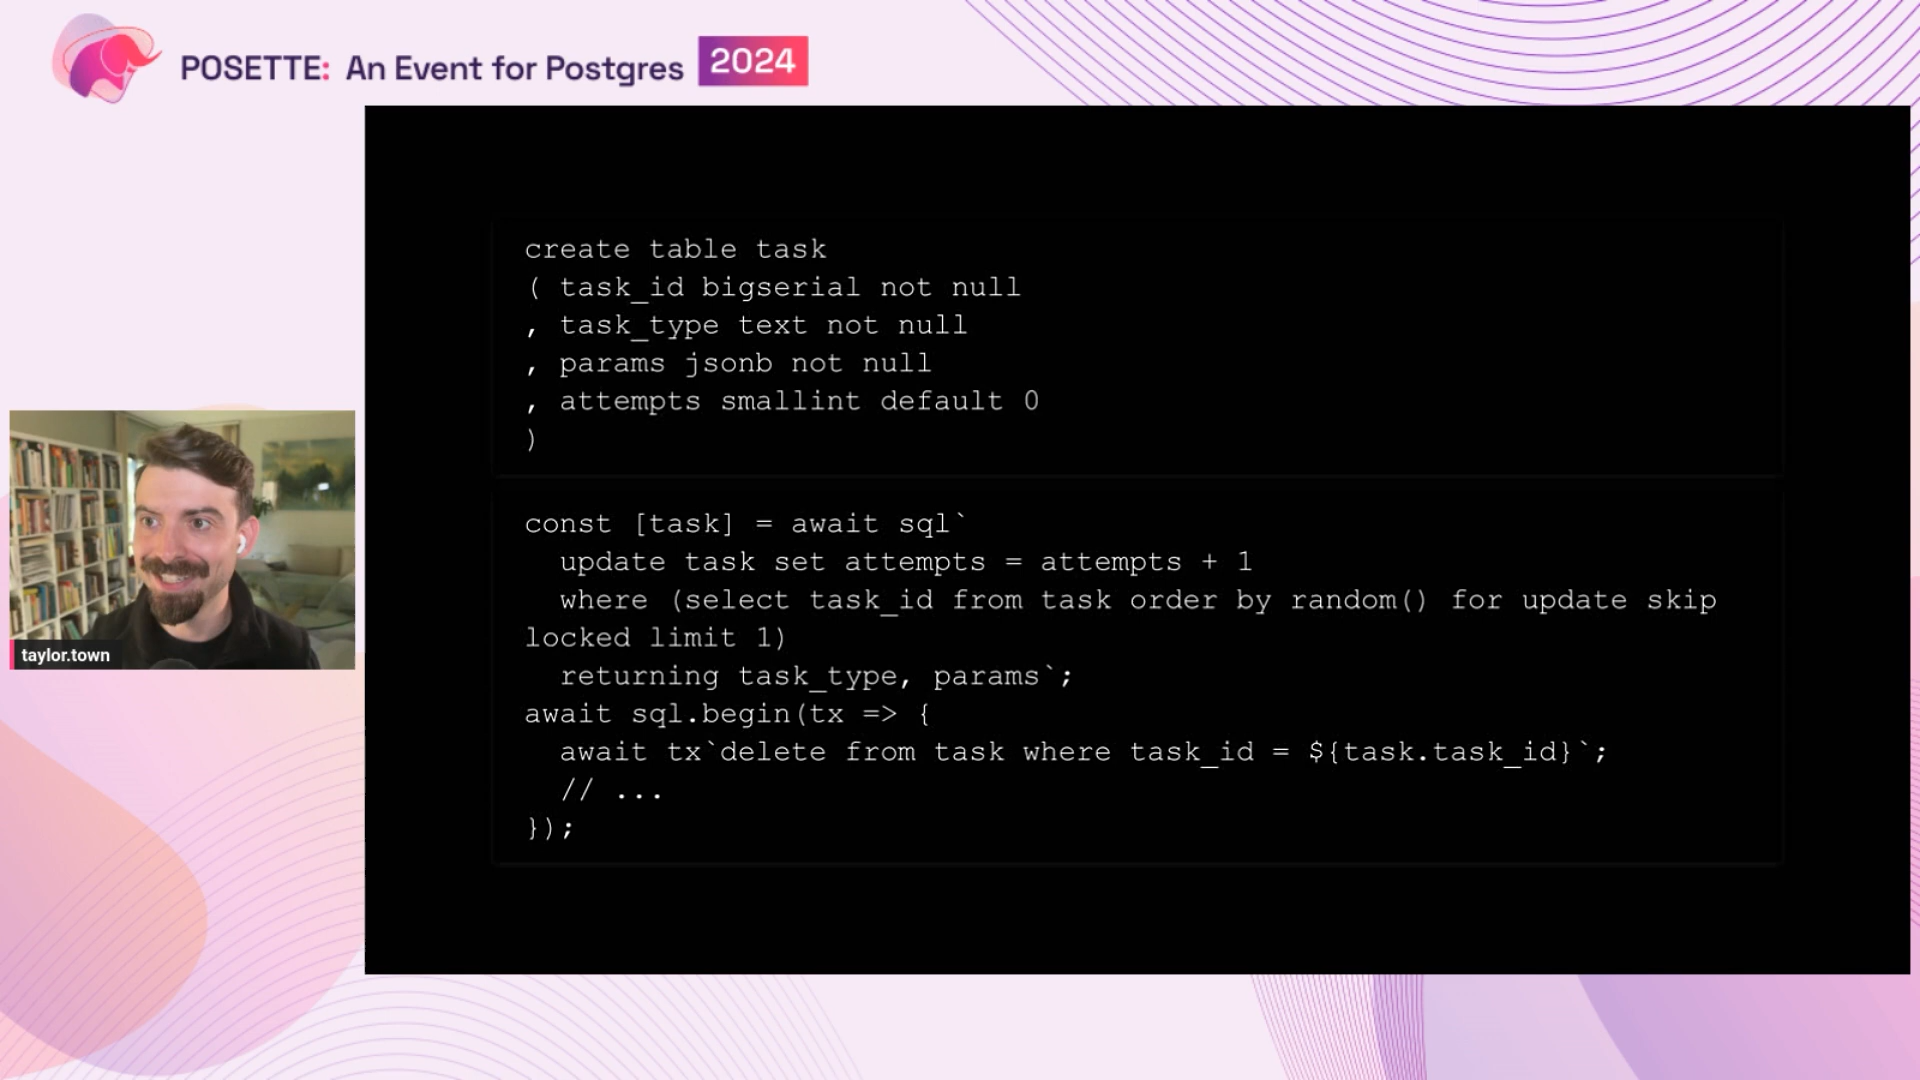 POSETTE: An Event for Postgres 2024
create table task
( task_id bigserial not null
, task_type text not null
, params jsonb not null
, attempts smallint default 0
)
const [task] = await sql`
update task set attempts = attempts + 1
where (select task_id from task order by random() for update skip
locked limit 1)
returning task_type, params`;
await sql.begin(tx => {
await tx`delete from task where task_id = ${task.task_id}`;
// ...
});
taylor.town